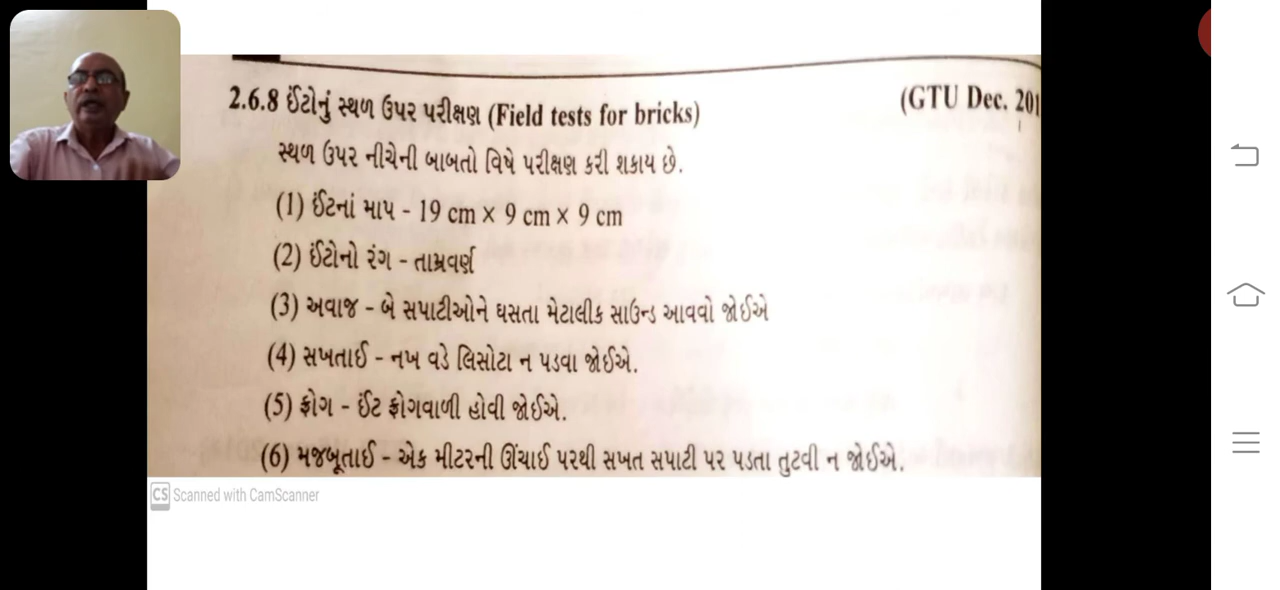 2.6.8 ઈંટોનું સ્થળ ઉપર પરીક્ષણ (Field tests for bricks) (GTU Dec. 201
સ્થળ ઉપર નીચેની બાબતો વિષે પરીક્ષણ કરી શકાય છે.
(1) ઈંટનાં માપ - 19 cm × 9 cm × 9 cm
(2) ઈંટોનો રંગ - તામ્રવર્ણ
(3) અવાજ - બે સપાટીઓને ઘસતા મેટાલીક સાઉન્ડ આવવો જોઈએ
(4) સખતાઈ - નખ વડે લિસોટા ન પડવા જોઈએ.
(5) ફ્રોગ - ઈંટ ફ્રોગવાળી હોવી જોઈએ.
(6) મજબૂતાઈ - એક મીટરની ઊંચાઈ પરથી સખત સપાટી પર પડતા તુટવી ન જોઈએ.
CS Scanned with CamScanner